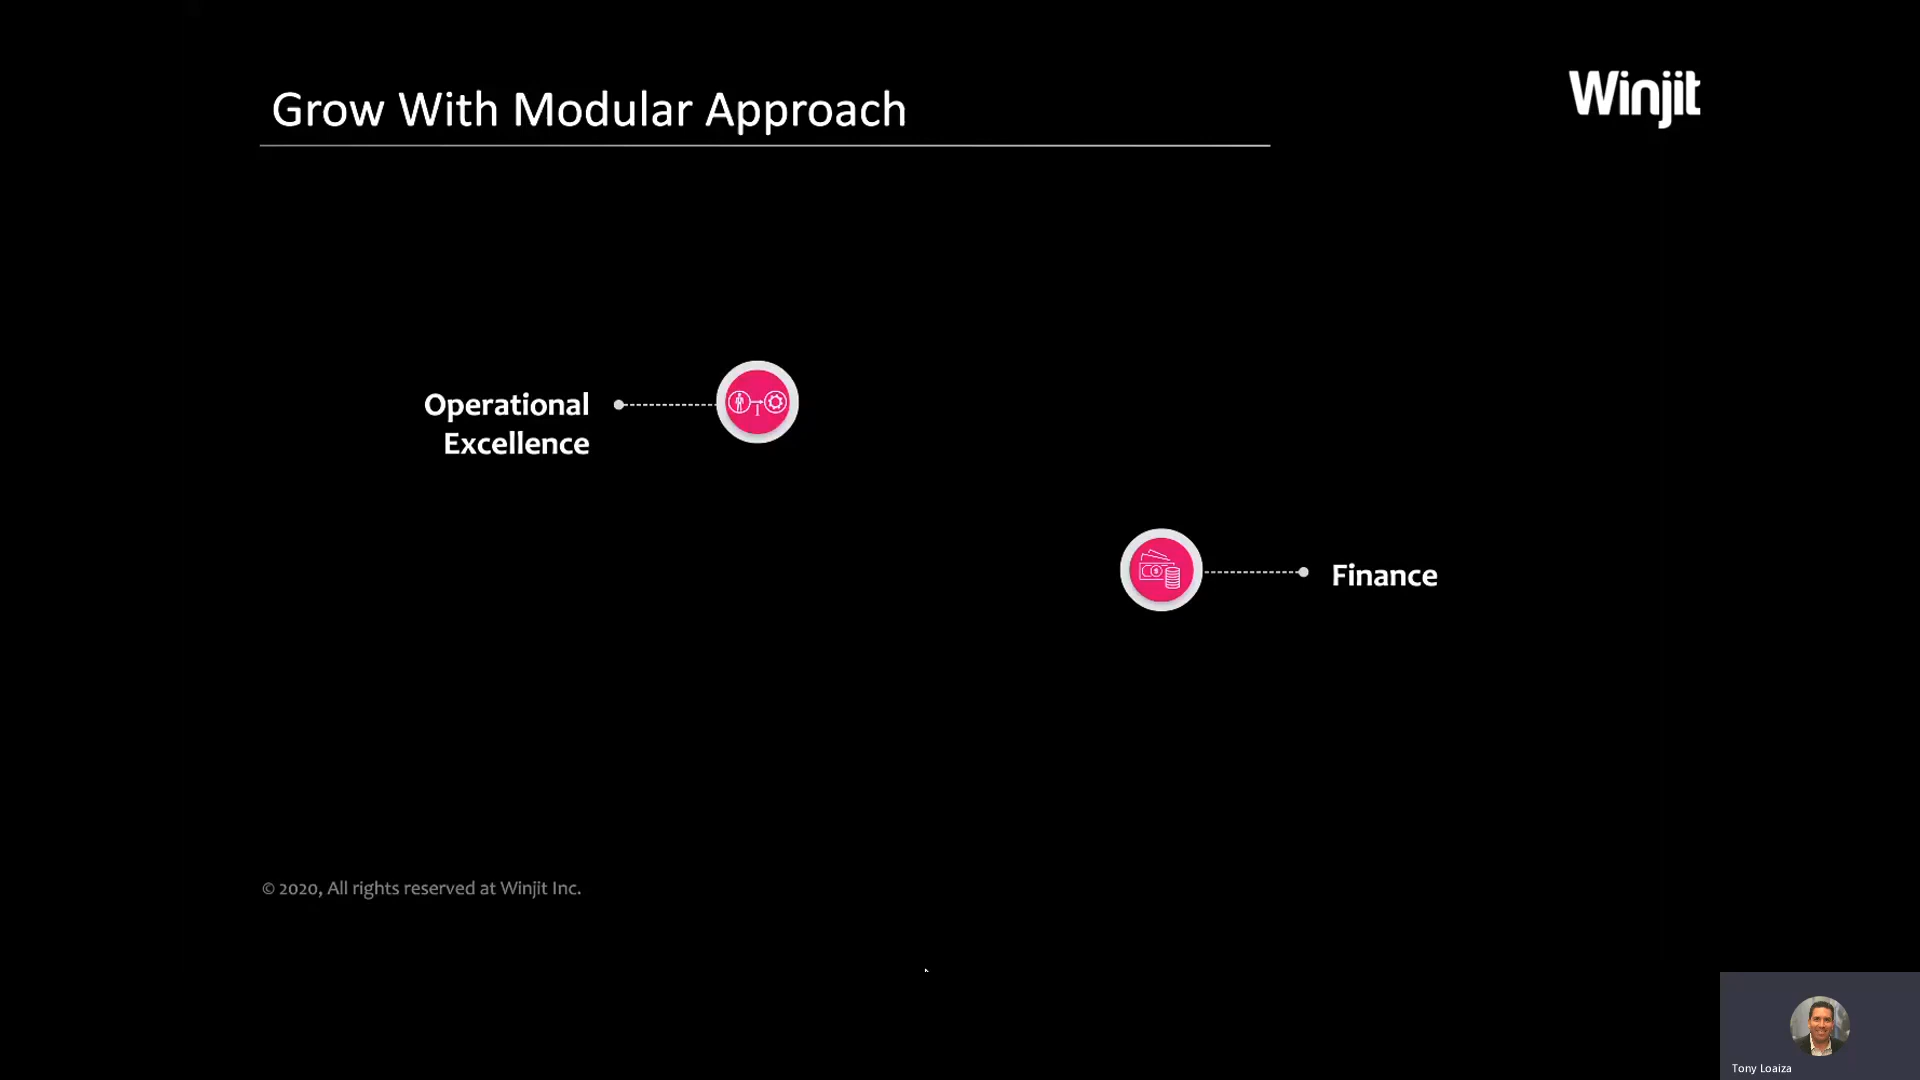 Grow With Modular Approach
Winjit
Operational
Excellence
Finance
© 2020, All rights reserved at Winjit Inc.
Tony Loaiza